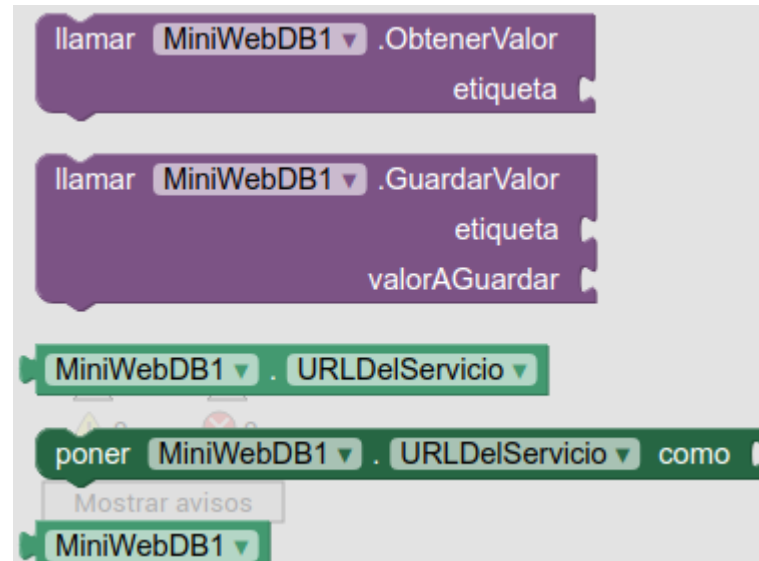 llamar MiniWebDB1 .ObtenerValor
etiqueta
llamar MiniWebDB1 .GuardarValor
etiqueta
valorAGuardar
MiniWebDB1 . URLDelServicio
poner MiniWebDB1 . URLDelServicio como
Mostrar avisos
MiniWebDB1